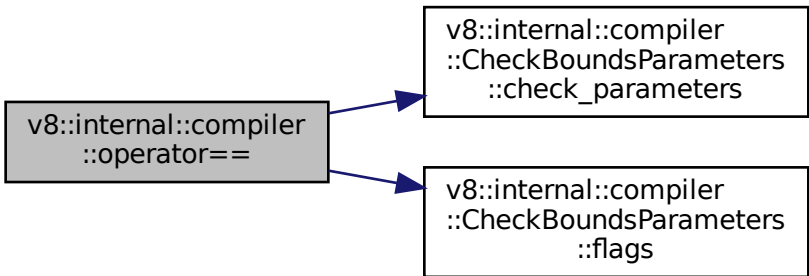 v8::internal::compiler
::operator==
v8::internal::compiler
::CheckBoundsParameters
::check_parameters
v8::internal::compiler
::CheckBoundsParameters
::flags